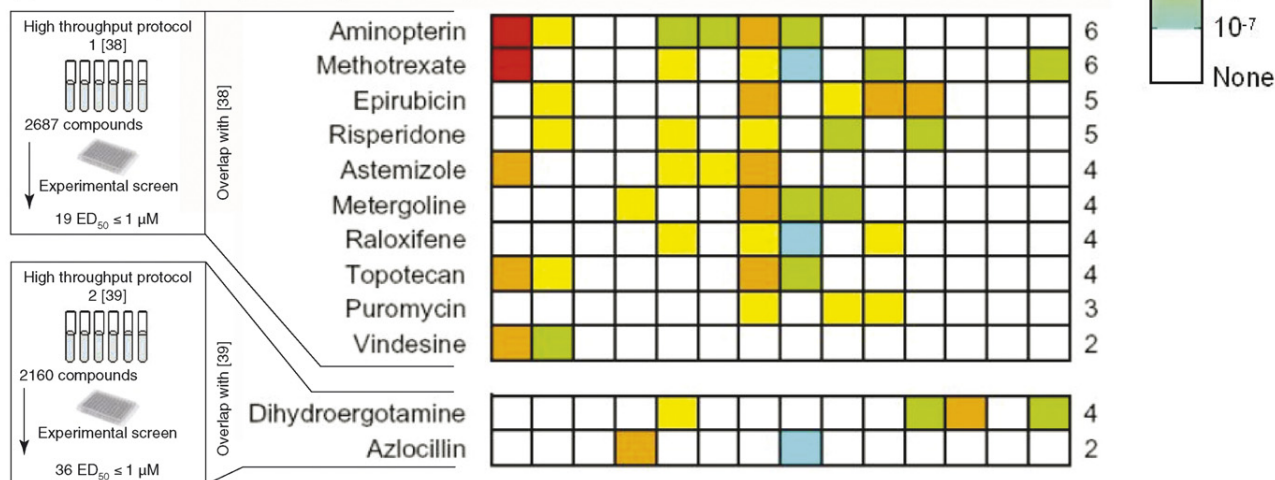 High throughput protocol
1 [38]
2687 compounds
Experimental screen
19 ED50 ≤ 1 μM
Overlap with [38]
High throughput protocol
2 [39]
2160 compounds
Experimental screen
36 ED50 ≤ 1 μM
Overlap with [39]
Aminopterin 6
Methotrexate 6
Epirubicin 5
Risperidone 5
Astemizole 4
Metergoline 4
Raloxifene 4
Topotecan 4
Puromycin 3
Vindesine 2
Dihydroergotamine 4
Azlocillin 2
10-7
None